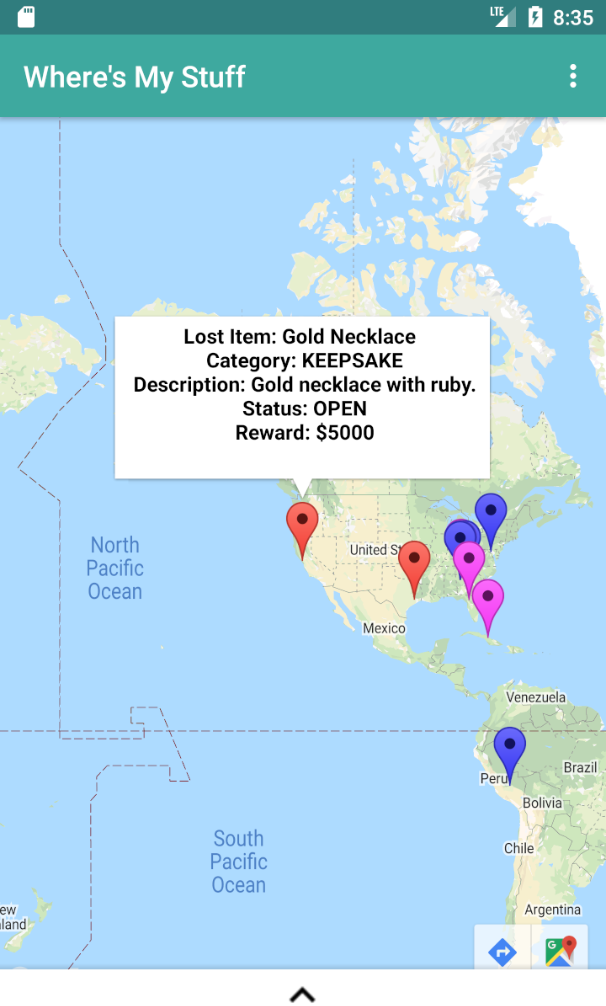 LTE 8:35
Where's My Stuff
Lost Item: Gold Necklace
Category: KEEPSAKE
Description: Gold necklace with ruby.
Status: OPEN
Reward: $5000
North
Pacific
Ocean
United St
Mexico
Venezuela
Peru
Brazil
Bolivia
South
Pacific
Ocean
Chile
ew
land
Argentina
G